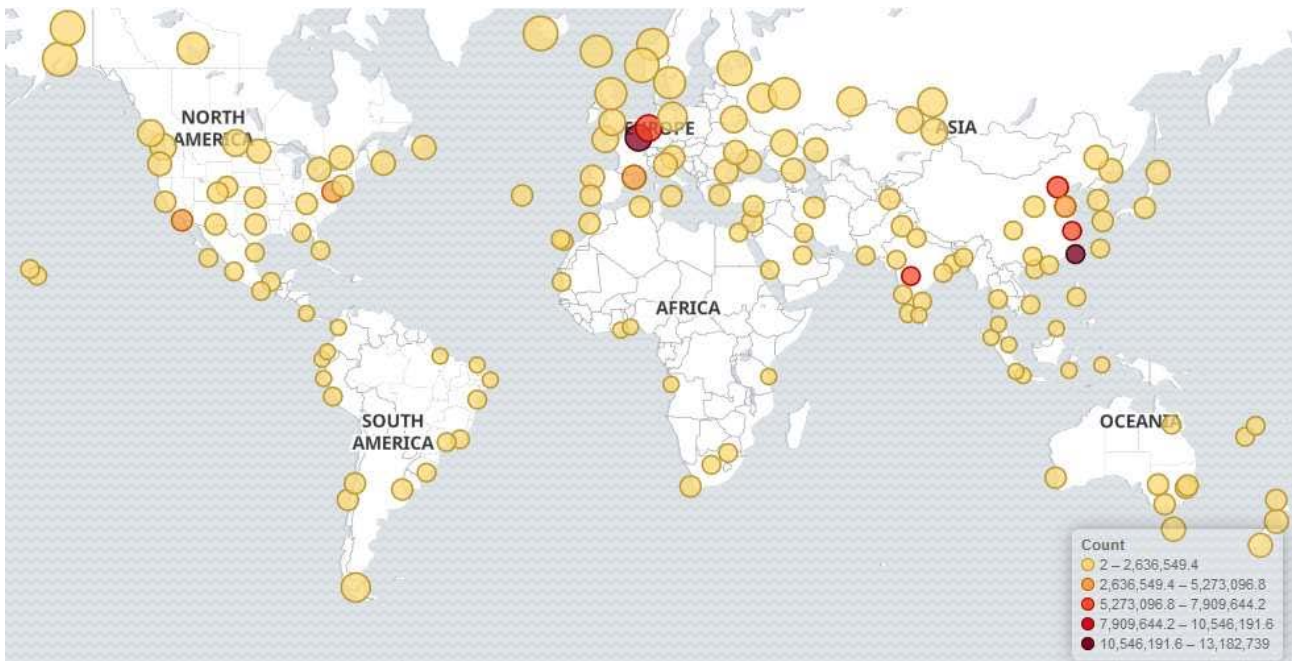 NORTH
AMERICA
EUROPE
ASIA
AFRICA
SOUTH
AMERICA
OCEANIA
Count
2 – 2,636,549.4
2,636,549.4 – 5,273,096.8
5,273,096.8 – 7,909,644.2
7,909,644.2 – 10,546,191.6
10,546,191.6 – 13,182,739